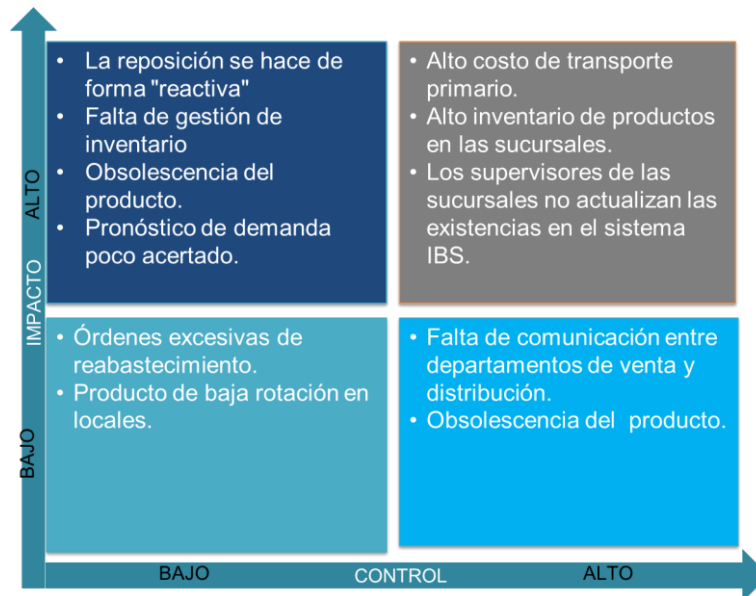 • La reposición se hace de
forma "reactiva"
• Falta de gestión de
inventario
• Obsolescencia del
producto.
• Pronóstico de demanda
poco acertado.
• Alto costo de transporte
primario.
• Alto inventario de productos
en las sucursales.
• Los supervisores de las
sucursales no actualizan las
existencias en el sistema
IBS.
ALTO
IMPACTO
BAJO
• Órdenes excesivas de
reabastecimiento.
• Producto de baja rotación en
locales.
• Falta de comunicación entre
departamentos de venta y
distribución.
• Obsolescencia del producto.
BAJO
CONTROL
ALTO